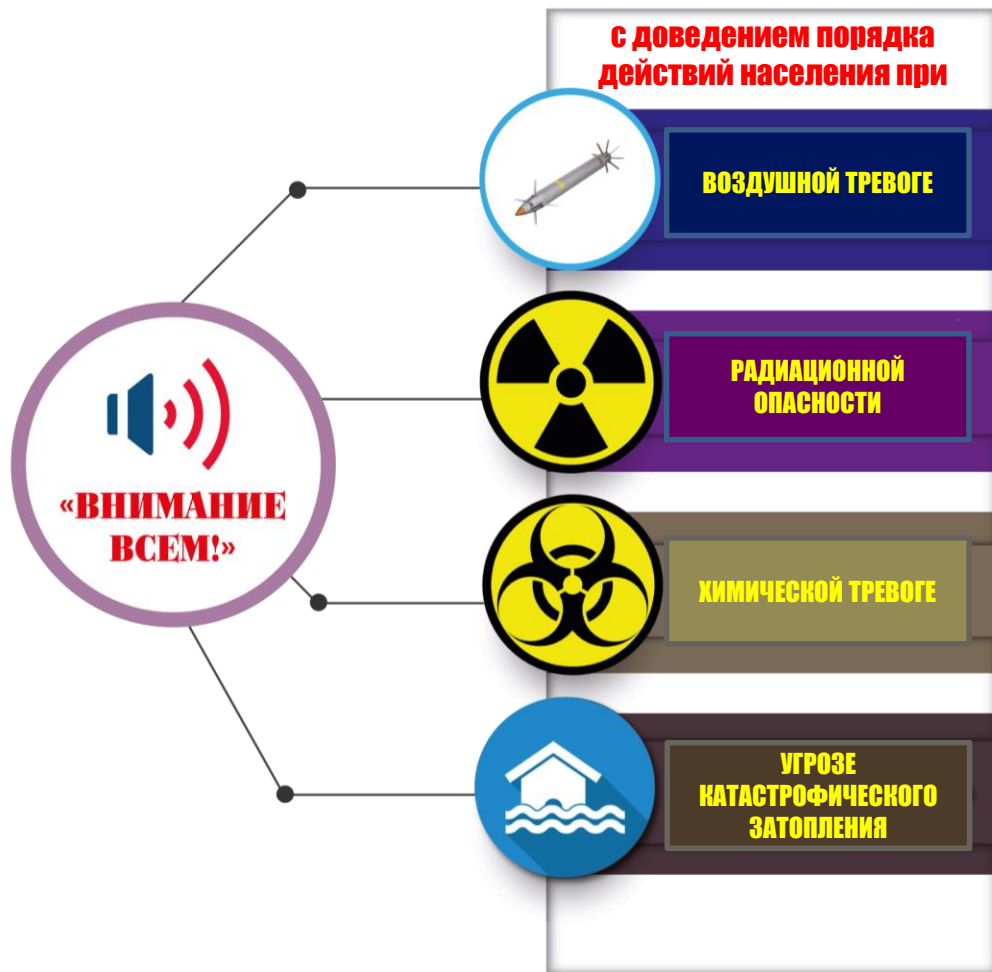 с доведением порядка
действий населения при
ВОЗДУШНОЙ ТРЕВОГЕ
РАДИАЦИОННОЙ
ОПАСНОСТИ
«ВНИМАНИЕ
ВСЕМ!»
ХИМИЧЕСКОЙ ТРЕВОГЕ
УГРОЗЕ
КАТАСТРОФИЧЕСКОГО
ЗАТОПЛЕНИЯ